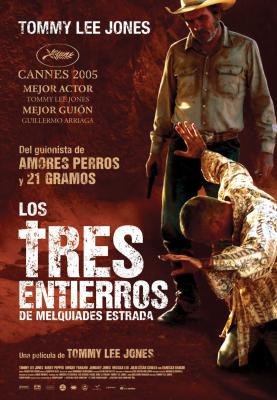 TOMMY LEE JONES
CANNES 2005
MEJOR ACTOR
TOMMY LEE JONES
MEJOR GUIÓN
GUILLERMO ARRIAGA
Del guionista de
AMORES PERROS
y 21 GRAMOS
LOS
TRES
ENTIERROS
DE MELQUIADES ESTRADA
Una película de TOMMY LEE JONES